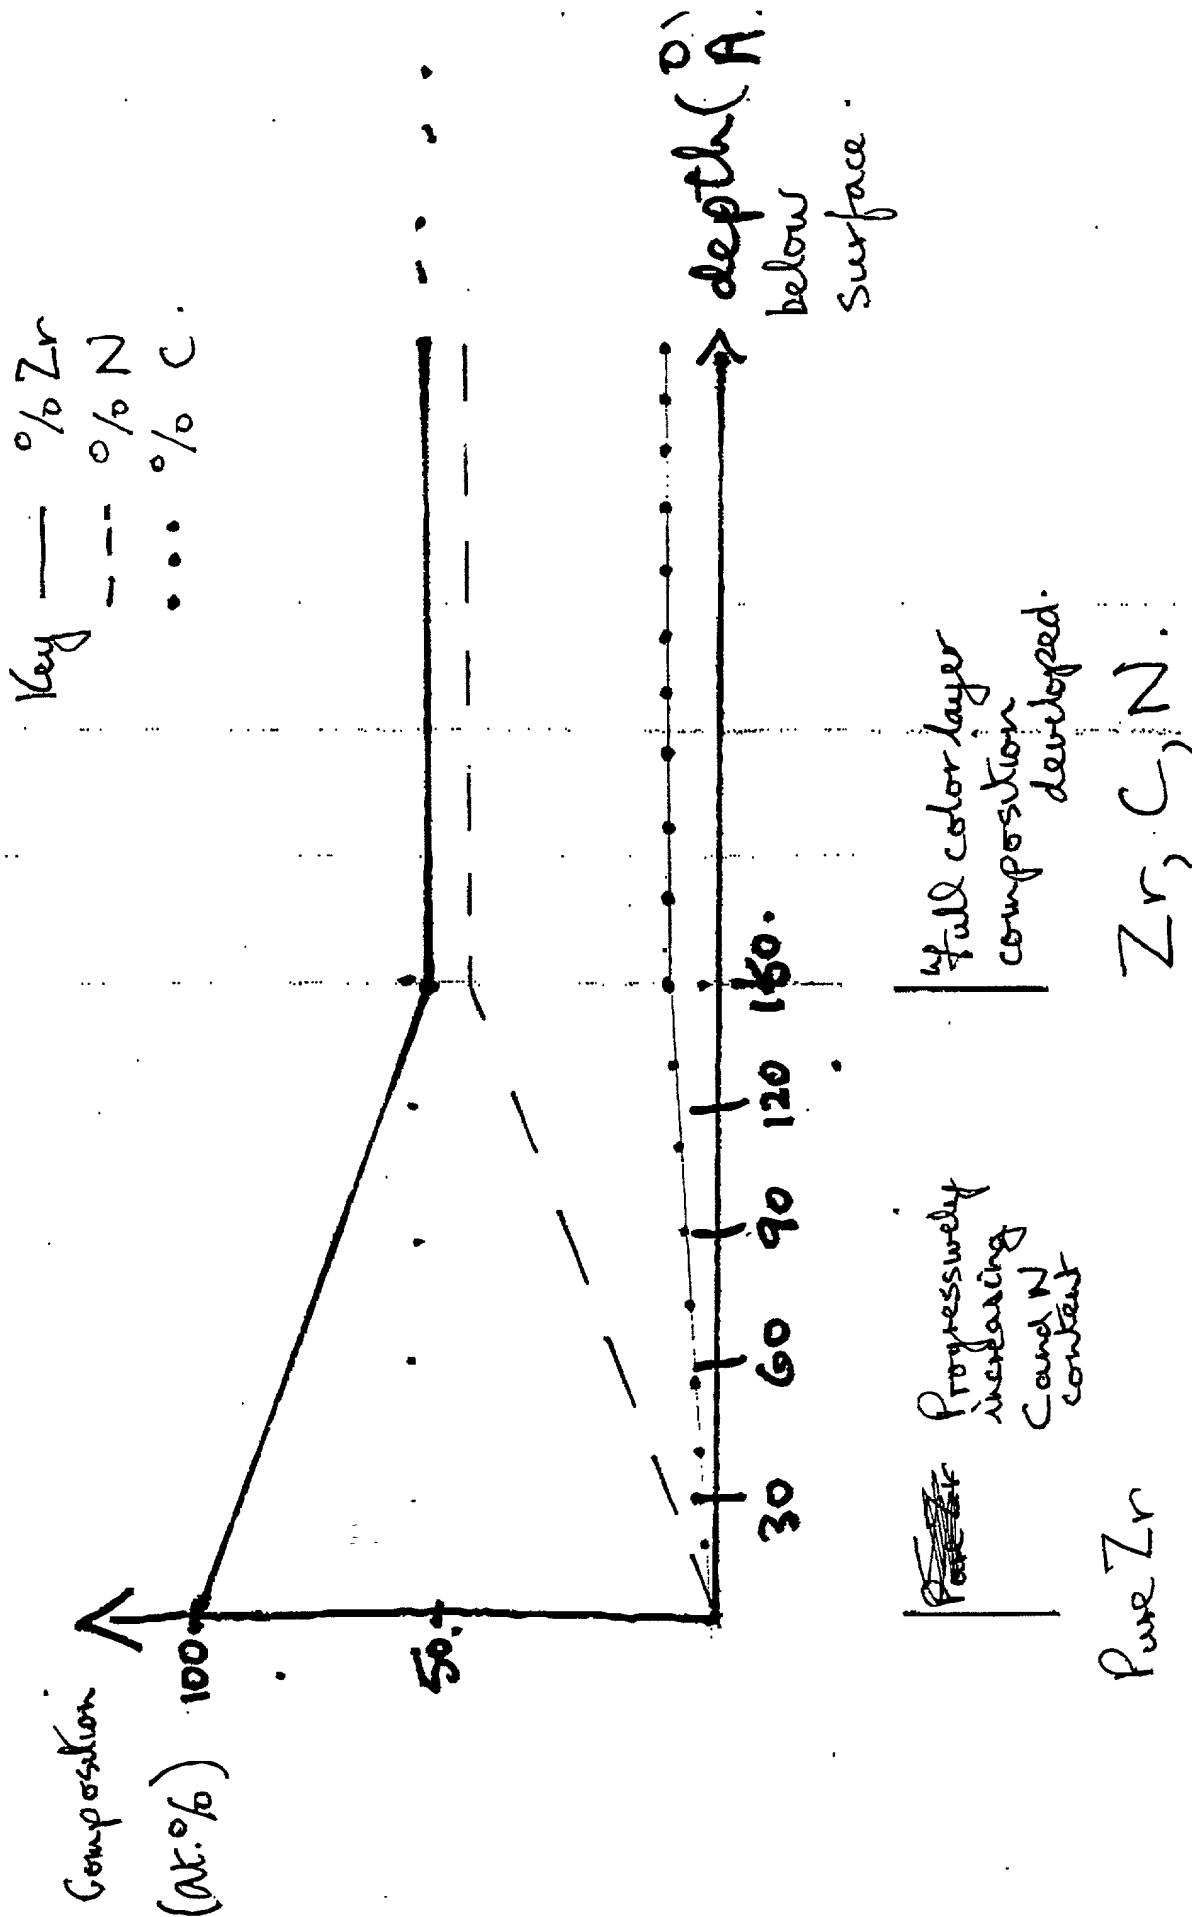 Key — % Zr
--- % N
••• % C.
Composition
(at.%)
100
50.
30
60
90
120
150.
depth (Å)
below
surface.
Progressively
increasing
C and N
content
full color layer
composition
developed.
Pure Zr
Zr, C, N.